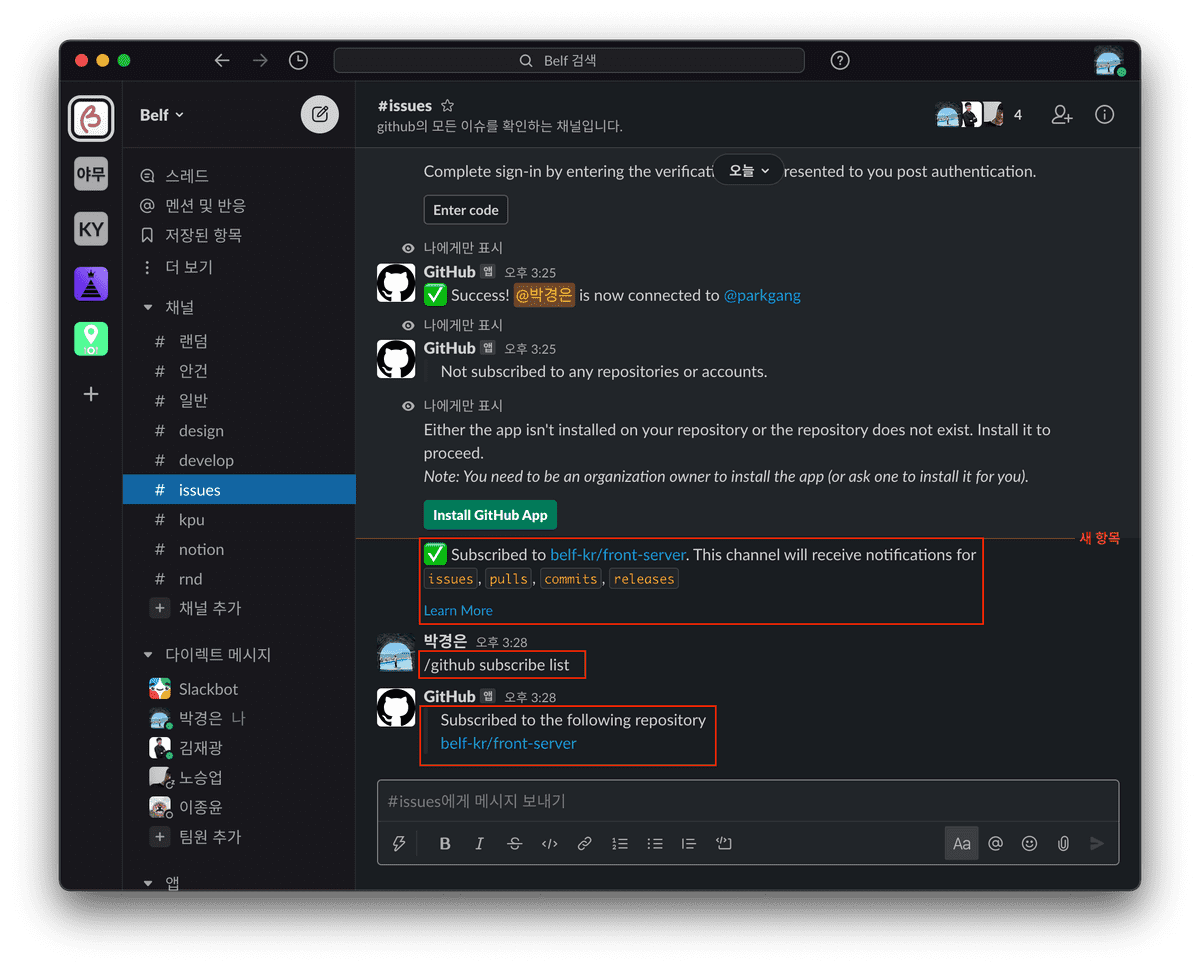 Belf 검색
Belf
#issues
github의 모든 이슈를 확인하는 채널입니다.
4
야무
KY
스레드
멘션 및 반응
저장된 항목
더 보기
채널
# 랜덤
# 안건
# 일반
# design
# develop
# issues
# kpu
# notion
# rnd
+ 채널 추가
다이렉트 메시지
Slackbot
박경은 나
김재광
노승업
이종윤
+ 팀원 추가
앱
오늘
Complete sign-in by entering the verificati resented to you post authentication.
Enter code
나에게만 표시
GitHub 앱 오후 3:25
✅ Success! @박경은 is now connected to @parkgang
나에게만 표시
GitHub 앱 오후 3:25
Not subscribed to any repositories or accounts.
나에게만 표시
Either the app isn't installed on your repository or the repository does not exist. Install it to
proceed.
Note: You need to be an organization owner to install the app (or ask one to install it for you).
Install GitHub App
새 항목
✅ Subscribed to belf-kr/front-server. This channel will receive notifications for
issues, pulls, commits, releases
Learn More
박경은 오후 3:28
/github subscribe list
GitHub 앱 오후 3:28
Subscribed to the following repository
belf-kr/front-server
#issues에게 메시지 보내기
B I S </>
Aa @